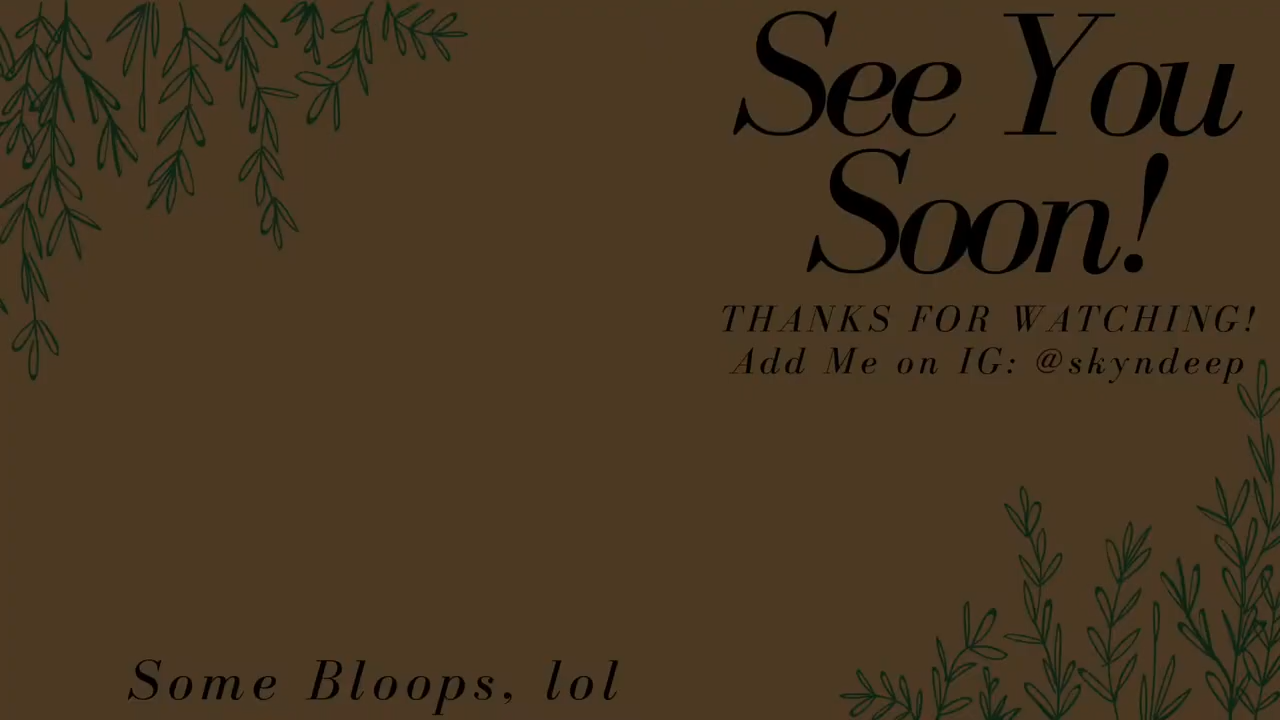 See You
Soon!
THANKS FOR WATCHING!
Add Me on IG: @skyndeep
Some Bloops, lol